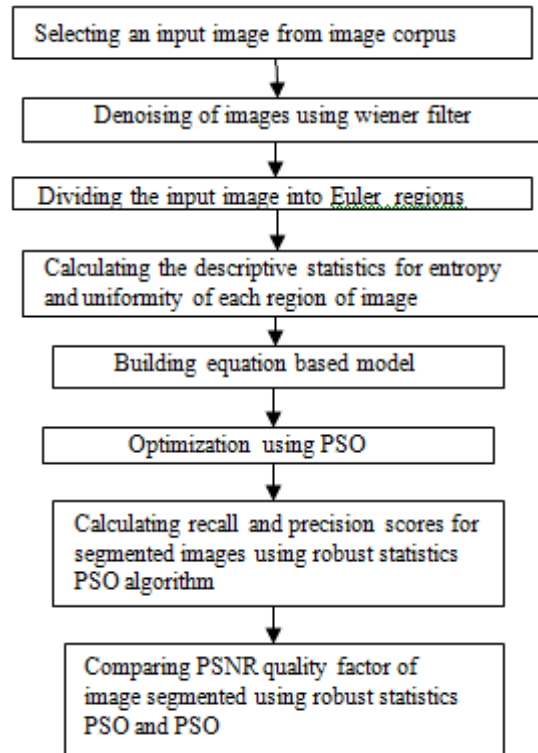 Selecting an input image from image corpus
Denoising of images using wiener filter
Dividing the input image into Euler regions
Calculating the descriptive statistics for entropy
and uniformity of each region of image
Building equation based model
Optimization using PSO
Calculating recall and precision scores for
segmented images using robust statistics
PSO algorithm
Comparing PSNR quality factor of
image segmented using robust statistics
PSO and PSO